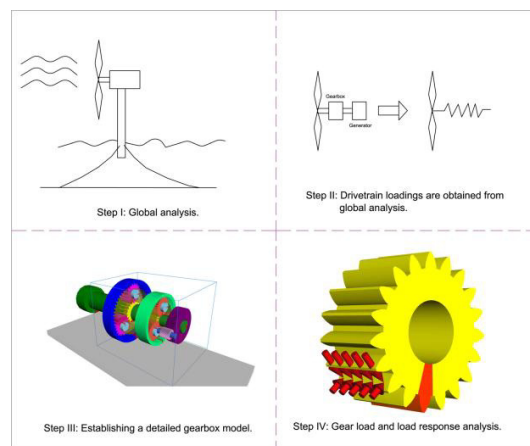 Step I: Global analysis.
Gearbox
Generator
Step II: Drivetrain loadings are obtained from
global analysis.
Step III: Establishing a detailed gearbox model.
Step IV: Gear load and load response analysis.